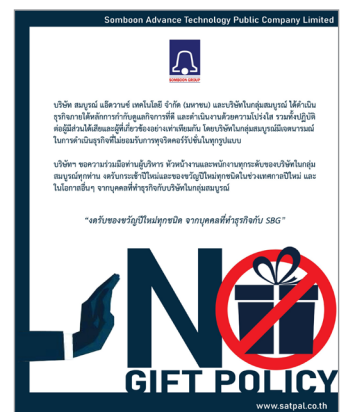 Somboon Advance Technology Public Company Limited
SOMBOON GROUP
บริษัท สมบูรณ์ แอ็ดวานซ์ เทคโนโลยี จำกัด (มหาชน) และบริษัทในกลุ่มสมบูรณ์ ได้ดำเนิน
ธุรกิจภายใต้หลักการกำกับดูแลกิจการที่ดี และดำเนินงานด้วยความโปร่งใส รวมทั้งปฏิบัติ
ต่อผู้มีส่วนได้เสียและผู้ที่เกี่ยวข้องอย่างเท่าเทียมกัน โดยบริษัทในกลุ่มสมบูรณ์มีเจตนารมณ์
ในการดำเนินธุรกิจที่ไม่ยอมรับการทุจริตคอร์รัปชั่นในทุกรูปแบบ
บริษัทฯ ขอความร่วมมือท่านผู้บริหาร หัวหน้างานและพนักงานทุกระดับของบริษัทในกลุ่ม
สมบูรณ์ทุกท่าน งดรับกระเช้าปีใหม่และของขวัญปีใหม่ทุกชนิดในช่วงเทศกาลปีใหม่ และ
ในโอกาสอื่นๆ จากบุคคลที่ทำธุรกิจกับบริษัทในกลุ่มสมบูรณ์
"งดรับของขวัญปีใหม่ทุกชนิด จากบุคคลที่ทำธุรกิจกับ SBG"
NO
GIFT POLICY
www.satpal.co.th